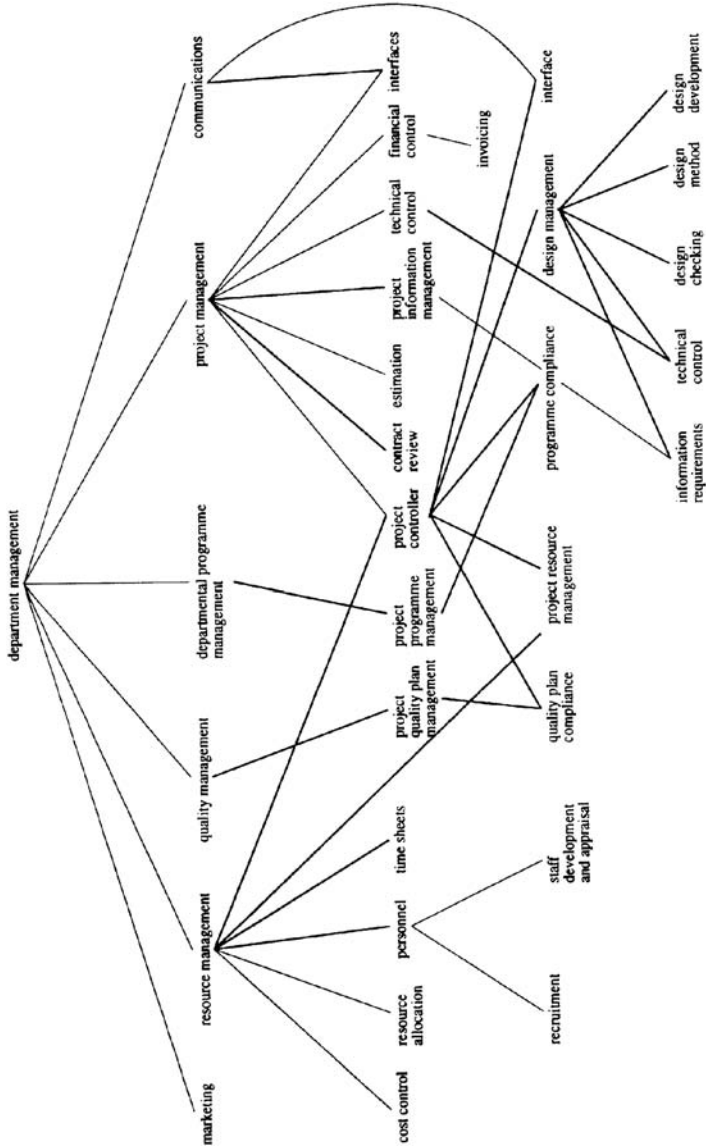 department management
marketing
resource management
quality management
departmental programme
management
project management
communications
cost control
resource
allocation
personnel
time sheets
project
quality plan
management
project
programme
management
project
controller
contract
review
estimation
project
information
management
technical
control
financial
control
interfaces
invoicing
recruitment
staff
development
and appraisal
quality plan
compliance
project resource
management
programme compliance
design management
interface
information
requirements
technical
control
design
checking
design
method
design
development